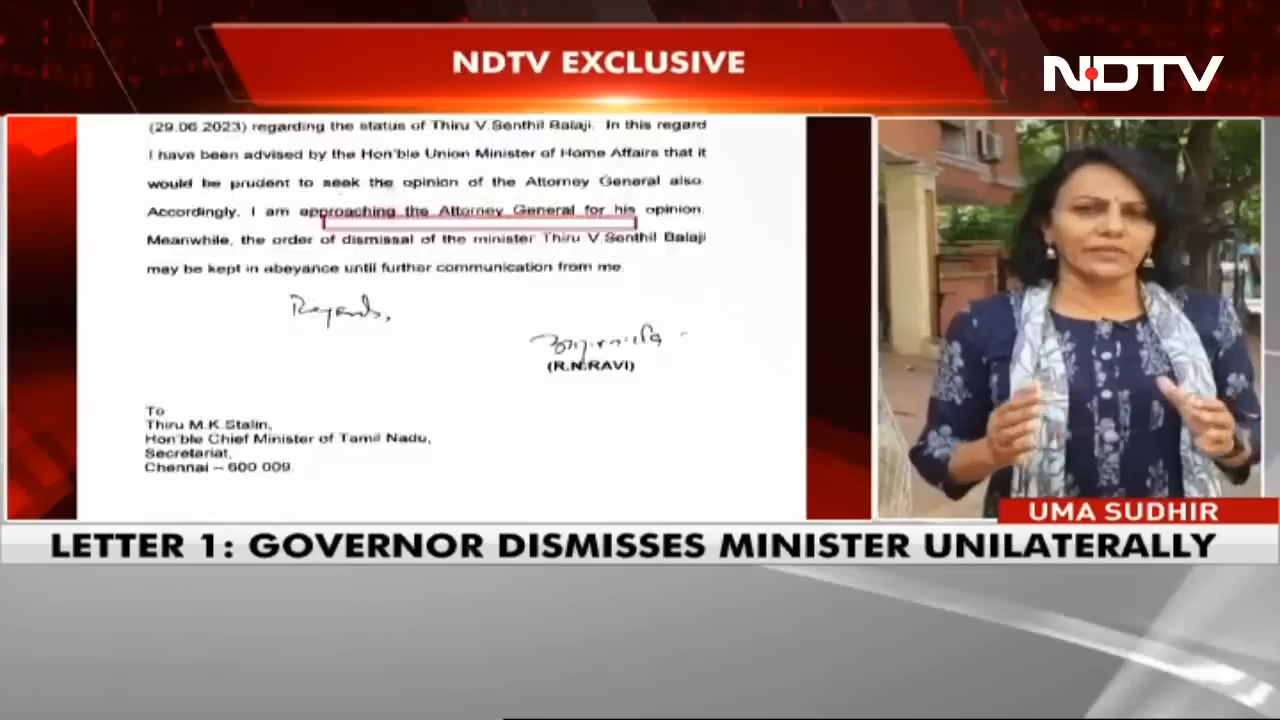 NDTV EXCLUSIVE
NDTV
(29.06.2023) regarding the status of Thiru V.Senthil Balaji. In this regard
I have been advised by the Hon'ble Union Minister of Home Affairs that it
would be prudent to seek the opinion of the Attorney General also.
Accordingly, I am approaching the Attorney General for his opinion.
Meanwhile, the order of dismissal of the minister Thiru V.Senthil Balaji
may be kept in abeyance until further communication from me.
Regards,
(R.N.RAVI)
To
Thiru M.K.Stalin,
Hon'ble Chief Minister of Tamil Nadu,
Secretariat,
Chennai – 600 009.
UMA SUDHIR
LETTER 1: GOVERNOR DISMISSES MINISTER UNILATERALLY